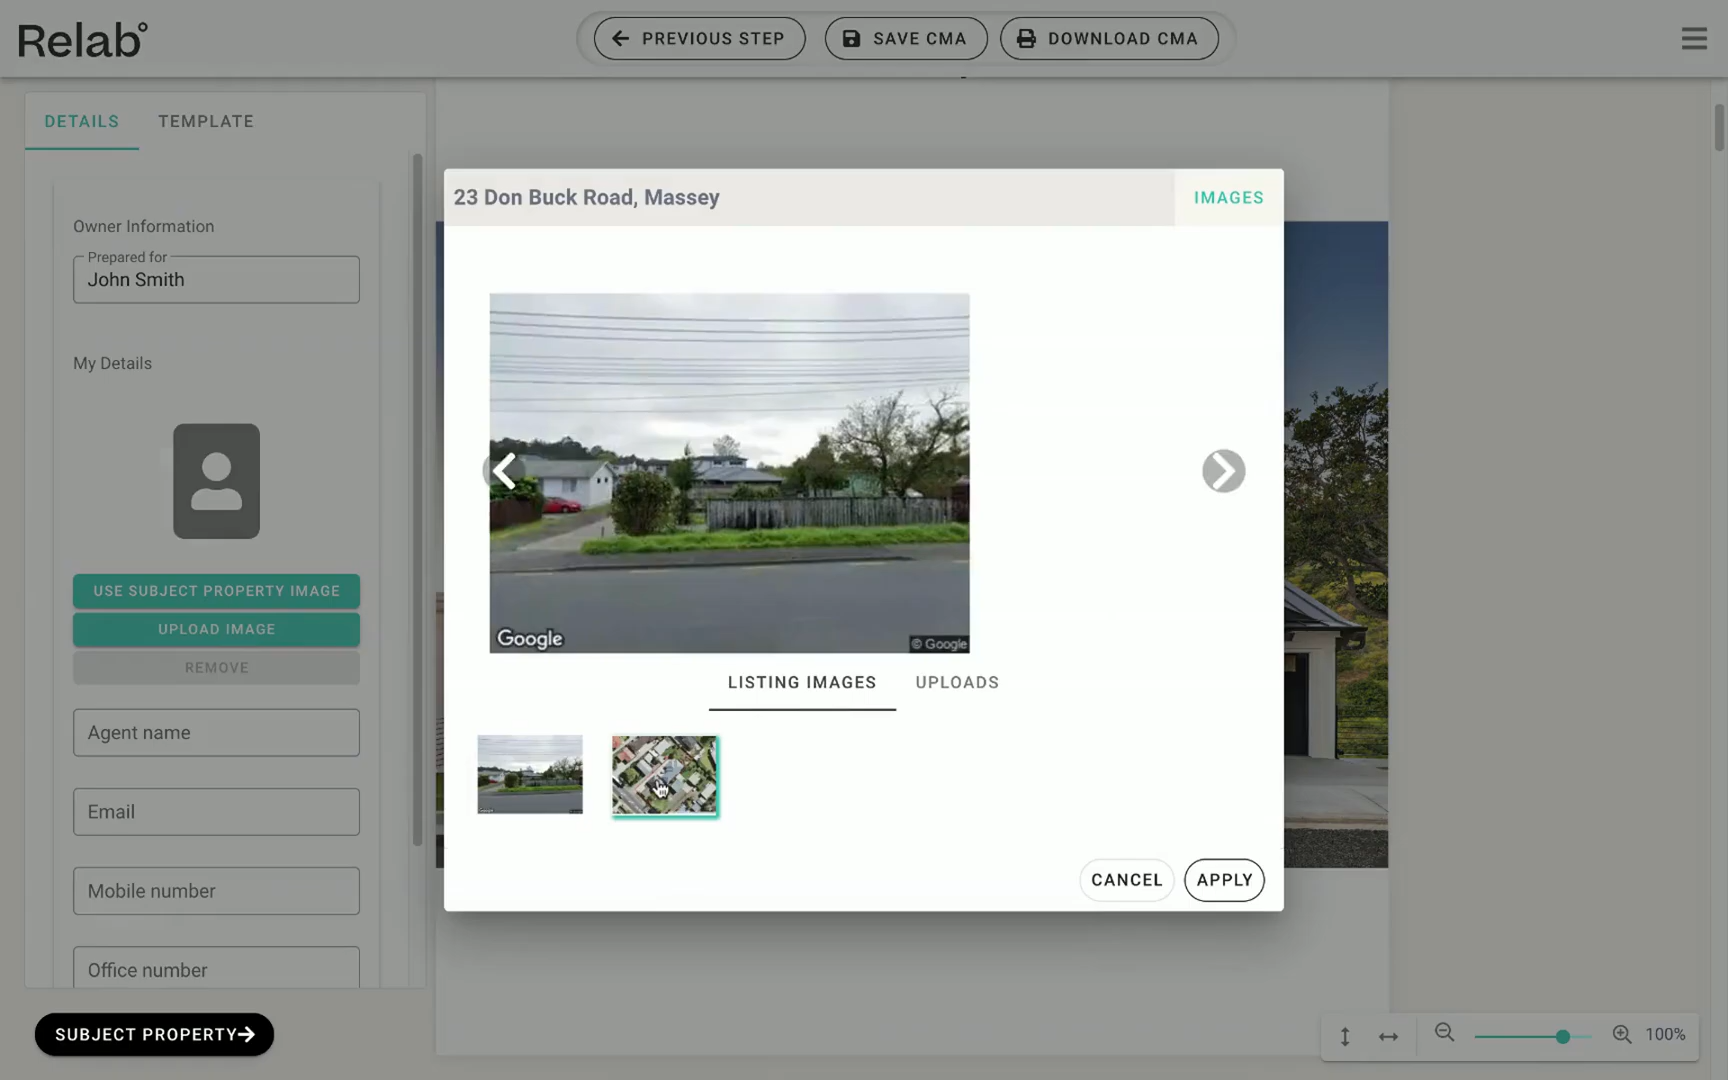 Relab°
PREVIOUS STEP
SAVE CMA
DOWNLOAD CMA
DETAILS
TEMPLATE
Owner Information
Prepared for
John Smith
My Details
USE SUBJECT PROPERTY IMAGE
UPLOAD IMAGE
REMOVE
Agent name
Email
Mobile number
Office number
SUBJECT PROPERTY
23 Don Buck Road, Massey
IMAGES
Google
© Google
LISTING IMAGES
UPLOADS
CANCEL
APPLY
100%